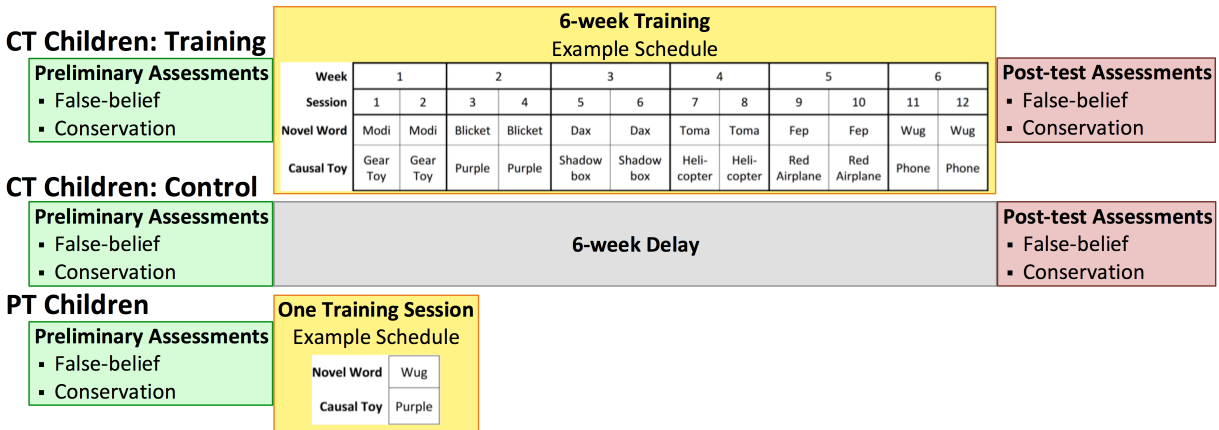 CT Children: Training
Preliminary Assessments
▪ False-belief
▪ Conservation
6-week Training
Example Schedule
Week 1 2 3 4 5 6
Session 1 2 3 4 5 6 7 8 9 10 11 12
Novel Word Modi Modi Blicket Blicket Dax Dax Toma Toma Fep Fep Wug Wug
Causal Toy Gear Toy Gear Toy Purple Purple Shadow box Shadow box Heli-copter Heli-copter Red Airplane Red Airplane Phone Phone
Post-test Assessments
▪ False-belief
▪ Conservation
CT Children: Control
Preliminary Assessments
▪ False-belief
▪ Conservation
6-week Delay
Post-test Assessments
▪ False-belief
▪ Conservation
PT Children
Preliminary Assessments
▪ False-belief
▪ Conservation
One Training Session
Example Schedule
Novel Word Wug
Causal Toy Purple